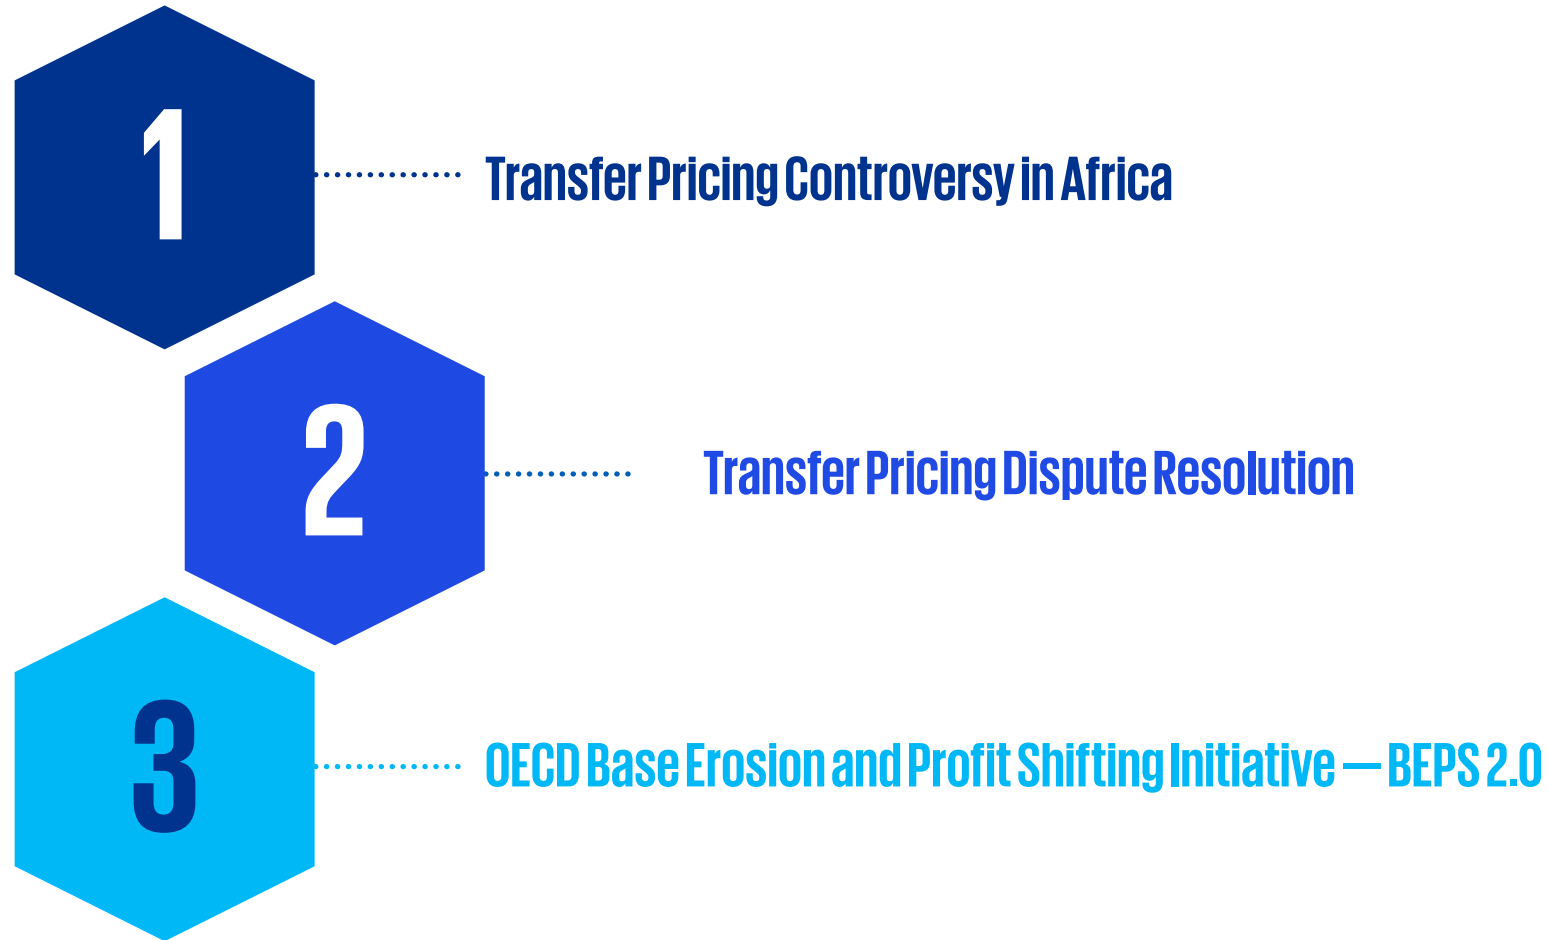 1
Transfer Pricing Controversy in Africa
2
Transfer Pricing Dispute Resolution
3
OECD Base Erosion and Profit Shifting Initiative — BEPS 2.0